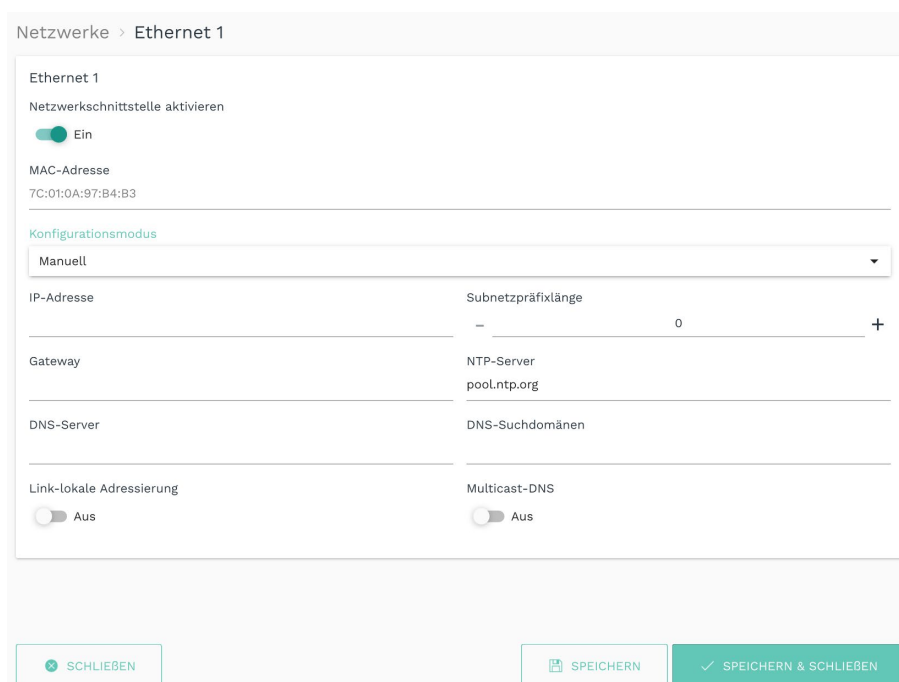 Netzwerke > Ethernet 1
Ethernet 1
Netzwerkschnittstelle aktivieren
Ein
MAC-Adresse
7C:01:0A:97:B4:B3
Konfigurationsmodus
Manuell
IP-Adresse Subnetzpräfixlänge
- 0 +
Gateway NTP-Server
pool.ntp.org
DNS-Server DNS-Suchdomänen
Link-lokale Adressierung Multicast-DNS
Aus Aus
SCHLIEẞEN SPEICHERN SPEICHERN & SCHLIEẞEN